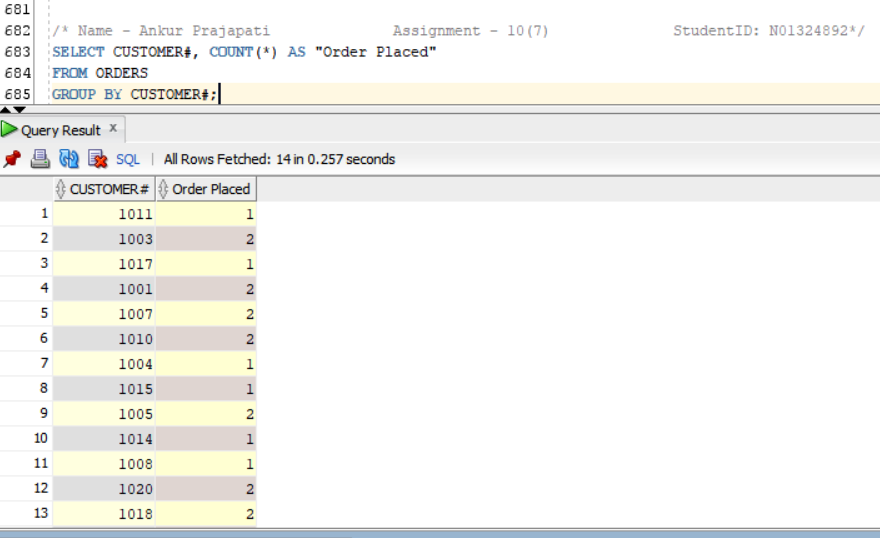 681
682 /* Name - Ankur Prajapati Assignment - 10(7) StudentID: N01324892*/
683 SELECT CUSTOMER#, COUNT(*) AS "Order Placed"
684 FROM ORDERS
685 GROUP BY CUSTOMER#;
Query Result x
SQL | All Rows Fetched: 14 in 0.257 seconds
CUSTOMER# Order Placed
1 1011 1
2 1003 2
3 1017 1
4 1001 2
5 1007 2
6 1010 2
7 1004 1
8 1015 1
9 1005 2
10 1014 1
11 1008 1
12 1020 2
13 1018 2